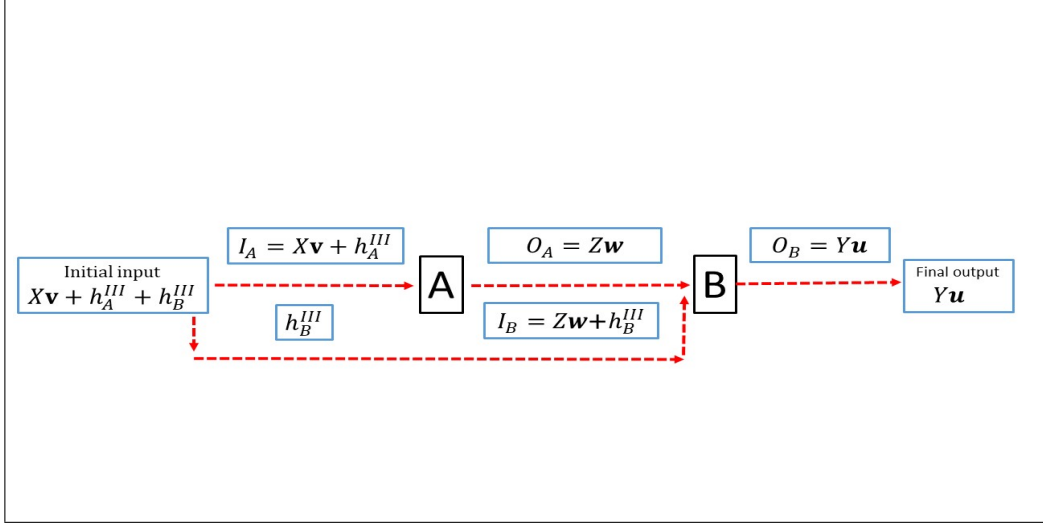 Initial input
X𝐯 + h_A^{III} + h_B^{III}
I_A = X𝐯 + h_A^{III}
h_B^{III}
A
O_A = Z𝒘
I_B = Z𝒘+h_B^{III}
B
O_B = Y𝒖
Final output
Y𝒖